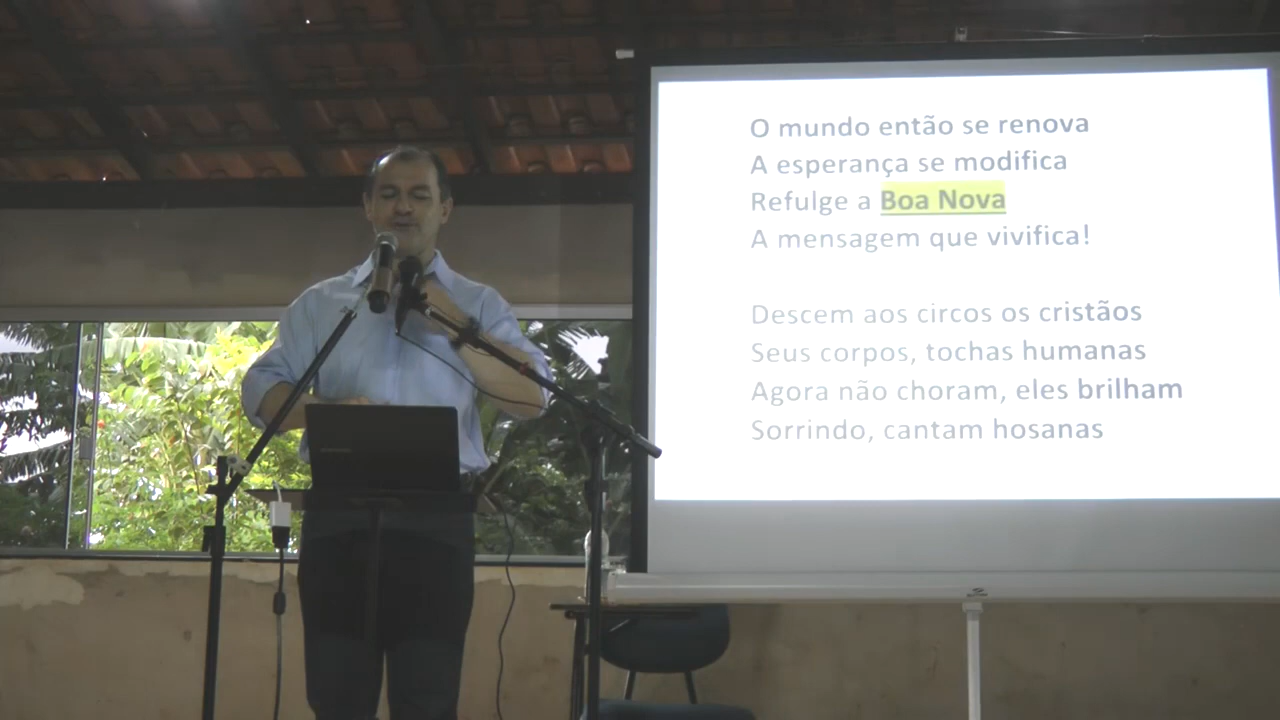 O mundo então se renova
A esperança se modifica
Refulge a Boa Nova
A mensagem que vivifica!
Descem aos circos os cristãos
Seus corpos, tochas humanas
Agora não choram, eles brilham
Sorrindo, cantam hosanas